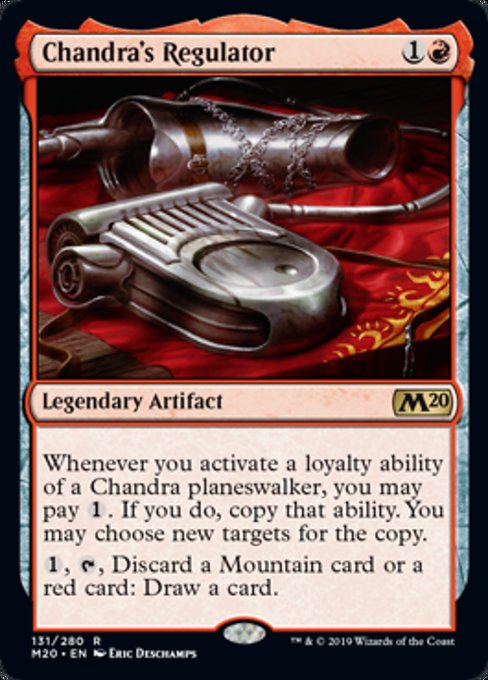 Chandra's Regulator 1
Legendary Artifact M20
Whenever you activate a loyalty ability
of a Chandra planeswalker, you may
pay 1. If you do, copy that ability. You
may choose new targets for the copy.
1, , Discard a Mountain card or a
red card: Draw a card.
131/280 R
M20 • EN Eric Deschamps
™ & © 2019 Wizards of the Coast